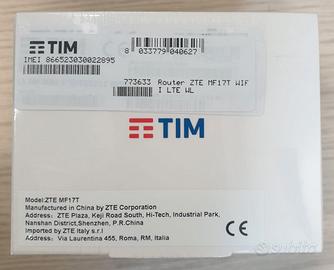 TIM
IMEI 866523030022895
8 033779 040627
773633 Router ZTE MF17T WIF
I LTE WL
TIM
Model:ZTE MF17T
Manufactured in China by ZTE Corporation
Address: ZTE Plaza, Keji Road South, Hi-Tech, Industrial Park,
Nanshan District,Shenzhen, P.R.China
Imported by ZTE Italy s.r.l
Address: Via Laurentina 455, Roma, RM, Italia
CE
subito